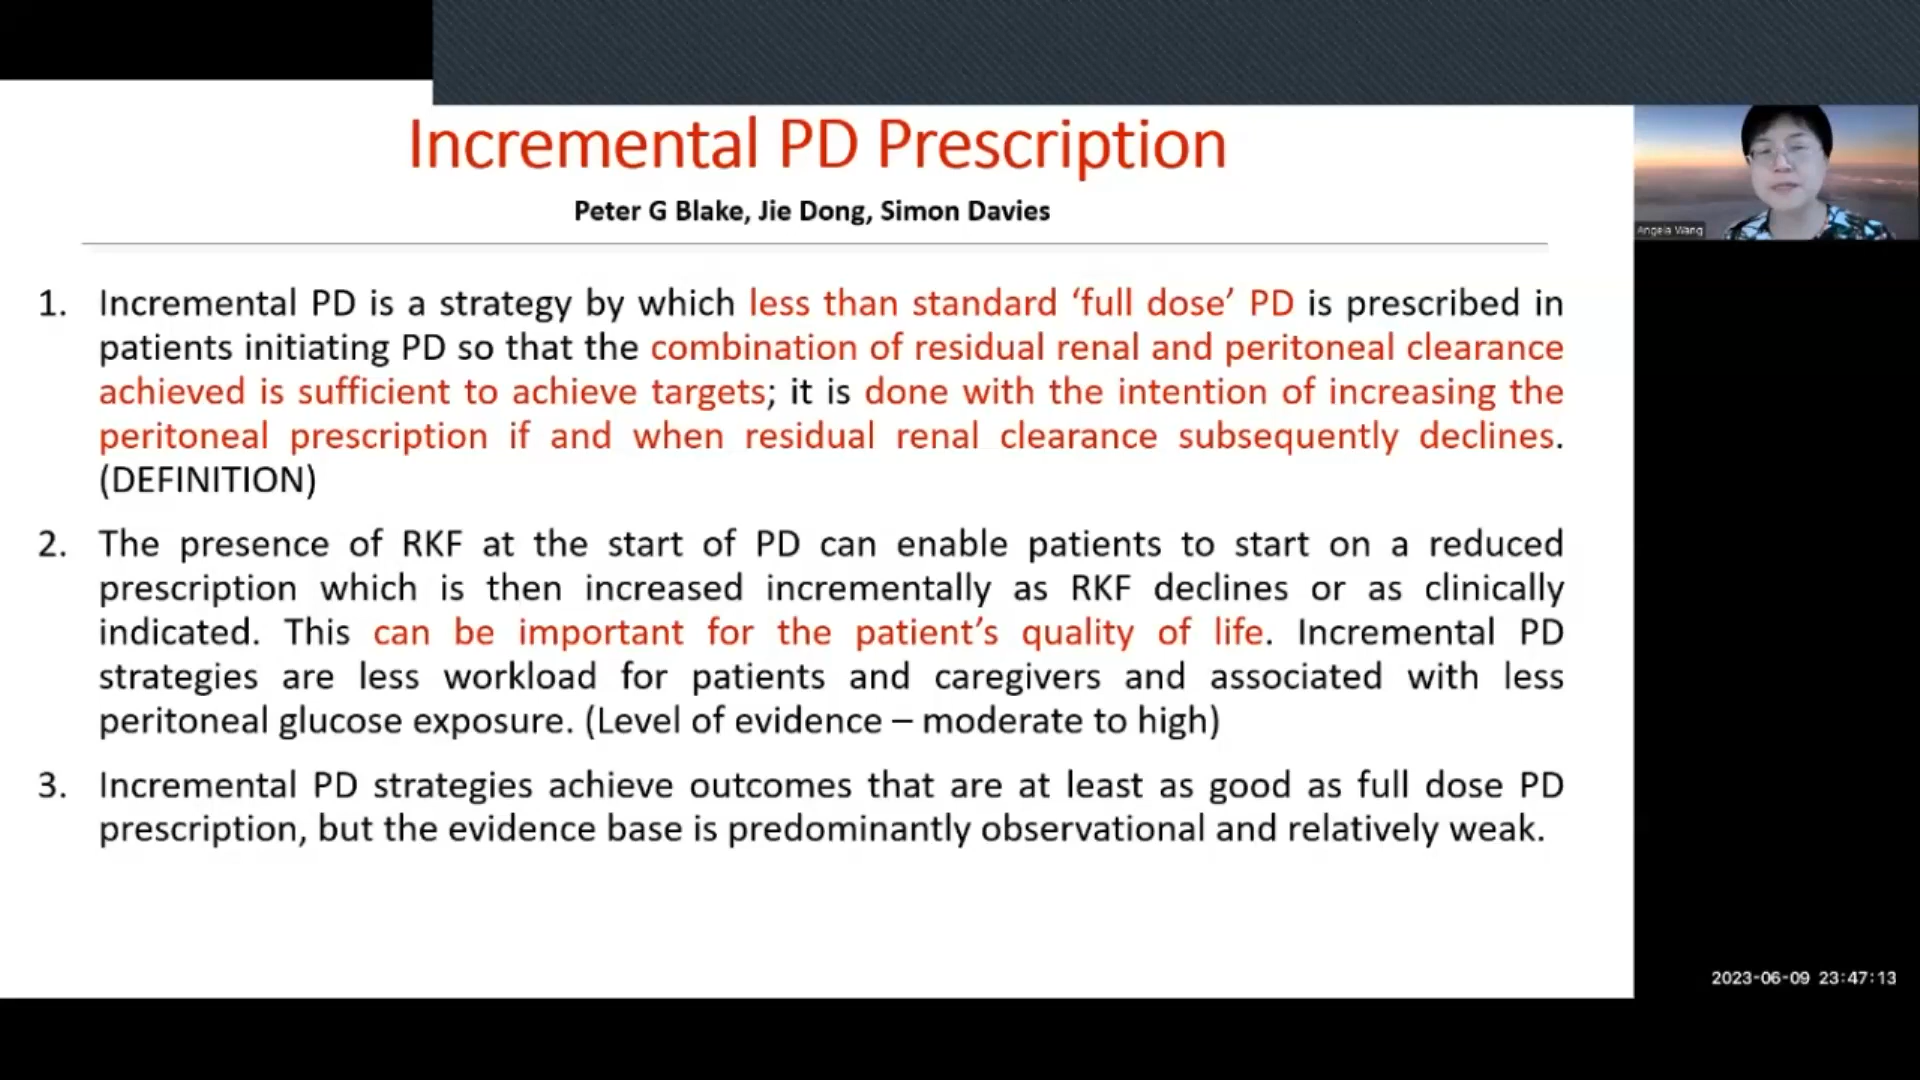 Incremental PD Prescription
Peter G Blake, Jie Dong, Simon Davies
1. Incremental PD is a strategy by which less than standard ‘full dose’ PD is prescribed in
patients initiating PD so that the combination of residual renal and peritoneal clearance
achieved is sufficient to achieve targets; it is done with the intention of increasing the
peritoneal prescription if and when residual renal clearance subsequently declines.
(DEFINITION)
2. The presence of RKF at the start of PD can enable patients to start on a reduced
prescription which is then increased incrementally as RKF declines or as clinically
indicated. This can be important for the patient’s quality of life. Incremental PD
strategies are less workload for patients and caregivers and associated with less
peritoneal glucose exposure. (Level of evidence – moderate to high)
3. Incremental PD strategies achieve outcomes that are at least as good as full dose PD
prescription, but the evidence base is predominantly observational and relatively weak.
Angela Wang
2023-06-09 23:47:13